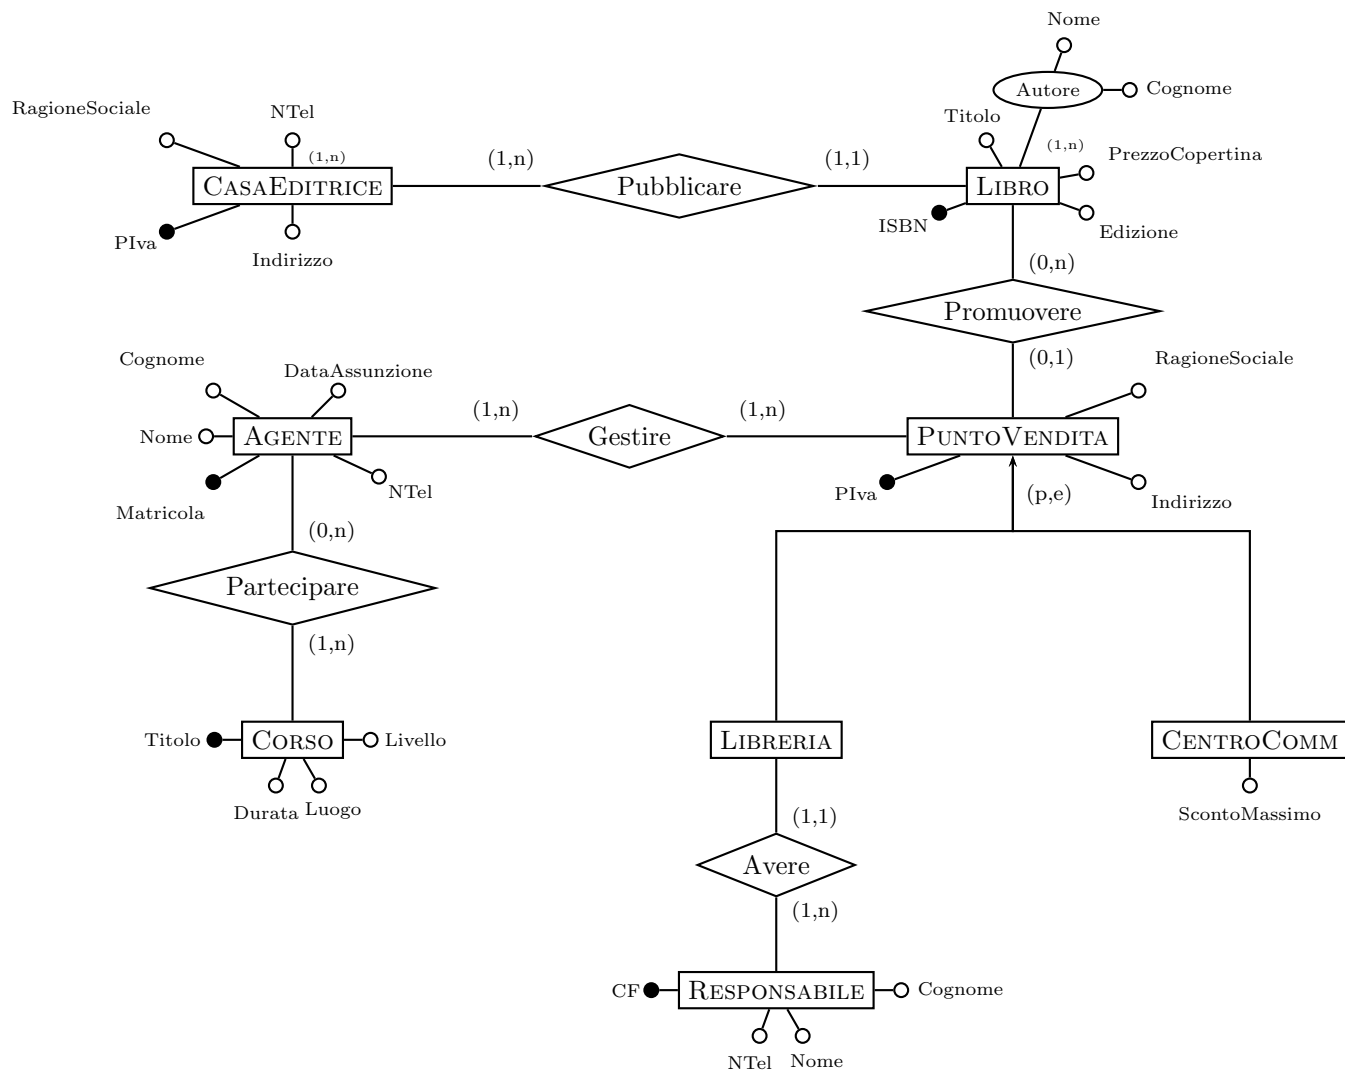 Nome
Autore
Cognome
RagioneSociale
NTel
Titolo
(1,n)
(1,n)
(1,n)
(1,1)
PrezzoCopertina
CasaEditrice
Pubblicare
Libro
PIva
Indirizzo
ISBN
Edizione
(0,n)
Promuovere
(0,1)
Cognome
DataAssunzione
RagioneSociale
(1,n)
(1,n)
Nome
Agente
Gestire
PuntoVendita
Matricola
NTel
PIva
(p,e)
Indirizzo
(0,n)
Partecipare
(1,n)
Titolo
Corso
Livello
Libreria
CentroComm
Durata
Luogo
ScontoMassimo
(1,1)
Avere
(1,n)
CF
Responsabile
Cognome
NTel
Nome